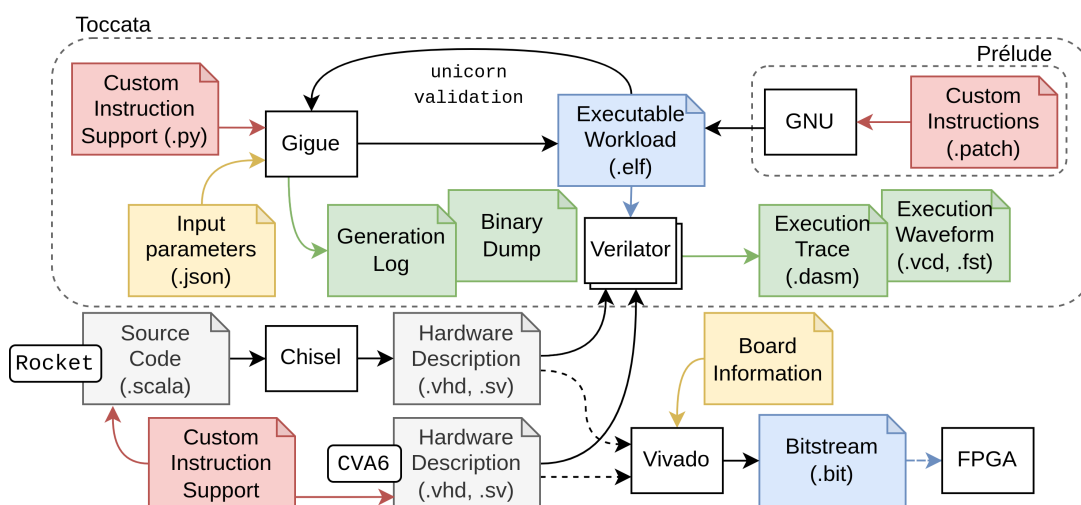 Toccata
Prélude
Custom
Instruction
Support (.py)
unicorn
validation
Gigue
Executable
Workload
(.elf)
GNU
Custom
Instructions
(.patch)
Input
parameters
(.json)
Generation
Log
Binary
Dump
Verilator
Execution
Trace
(.dasm)
Execution
Waveform
(.vcd, .fst)
Rocket
Source
Code
(.scala)
Chisel
Hardware
Description
(.vhd, .sv)
Board
Information
Custom
Instruction
Support
CVA6
Hardware
Description
(.vhd, .sv)
Vivado
Bitstream
(.bit)
FPGA